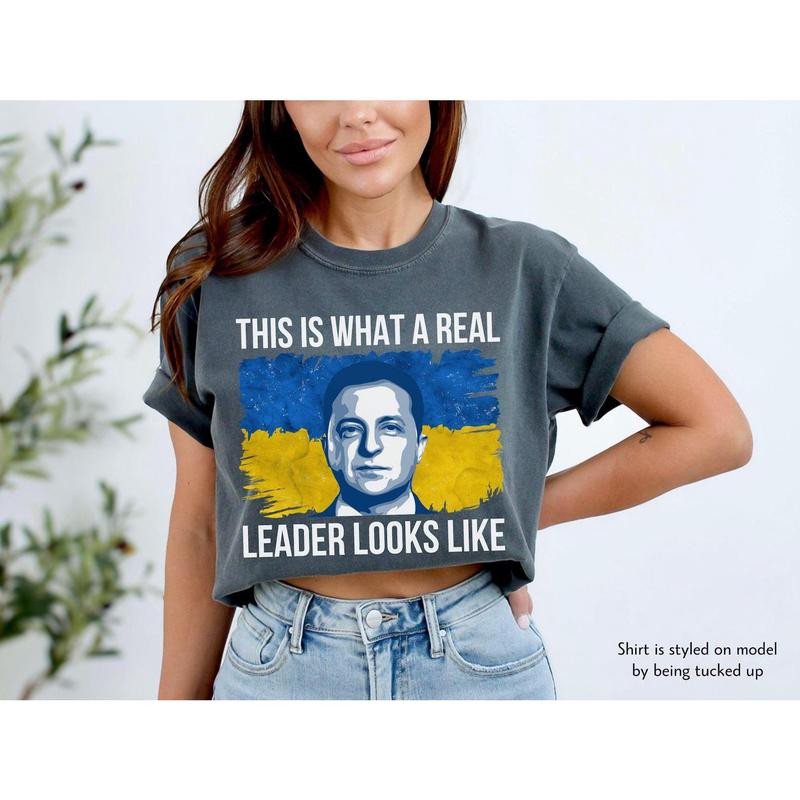 THIS IS WHAT A REAL
LEADER LOOKS LIKE
Shirt is styled on model
by being tucked up